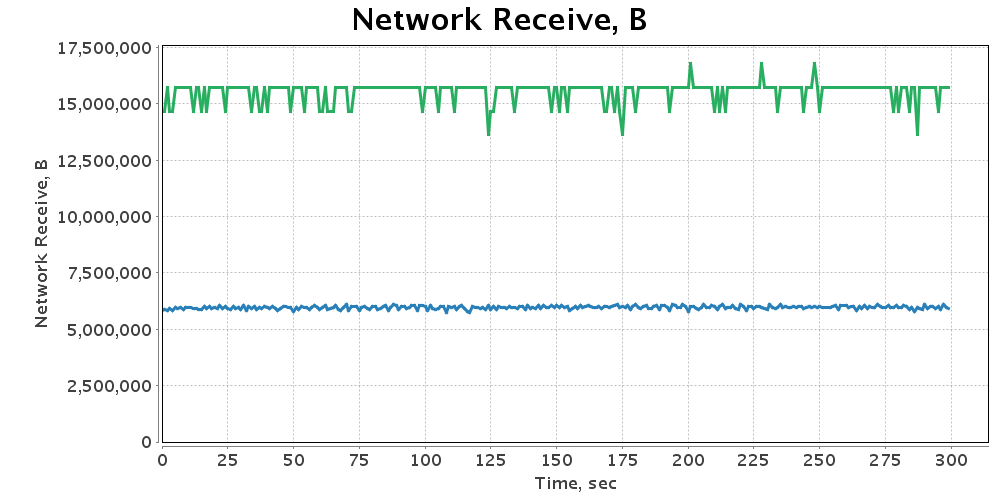 Network Receive, B
17,500,000
15,000,000
12,500,000
10,000,000
7,500,000
5,000,000
2,500,000
0
Network Receive, B
0 25 50 75 100 125 150 175 200 225 250 275 300
Time, sec